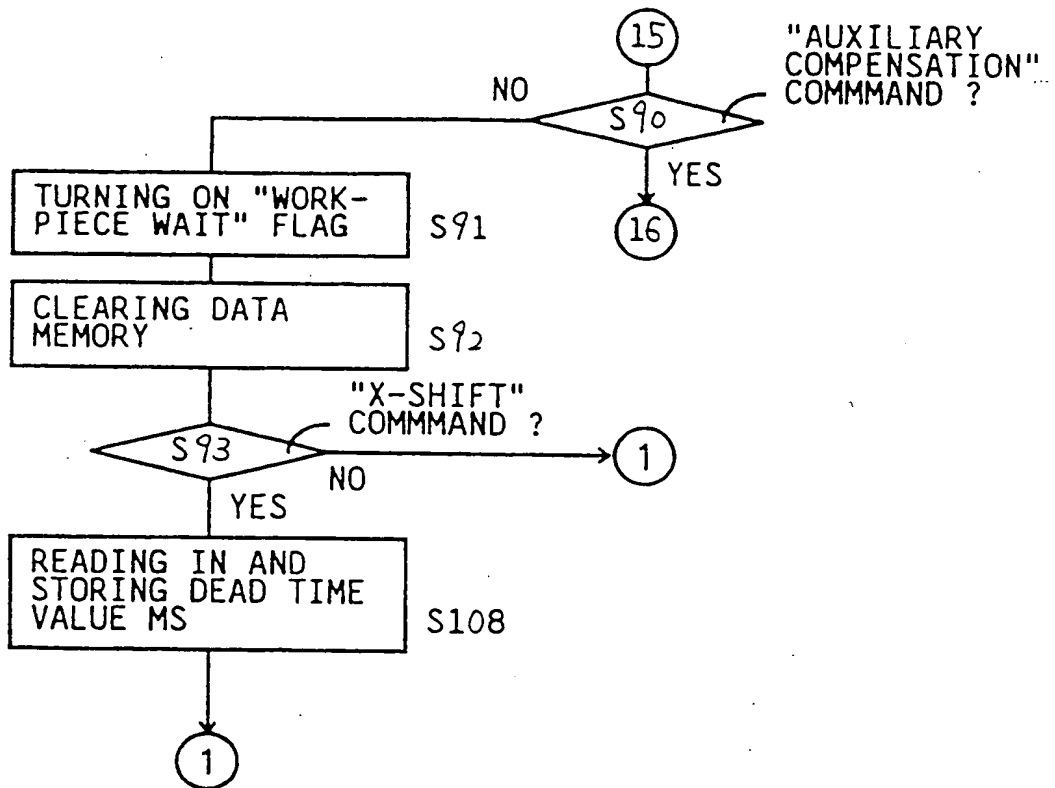 15
"AUXILIARY
COMPENSATION"
COMMMAND ?
NO
S90
YES
16
TURNING ON "WORK-
PIECE WAIT" FLAG
S91
CLEARING DATA
MEMORY
S92
"X-SHIFT"
COMMMAND ?
S93
NO
1
YES
READING IN AND
STORING DEAD TIME
VALUE MS
S108
1